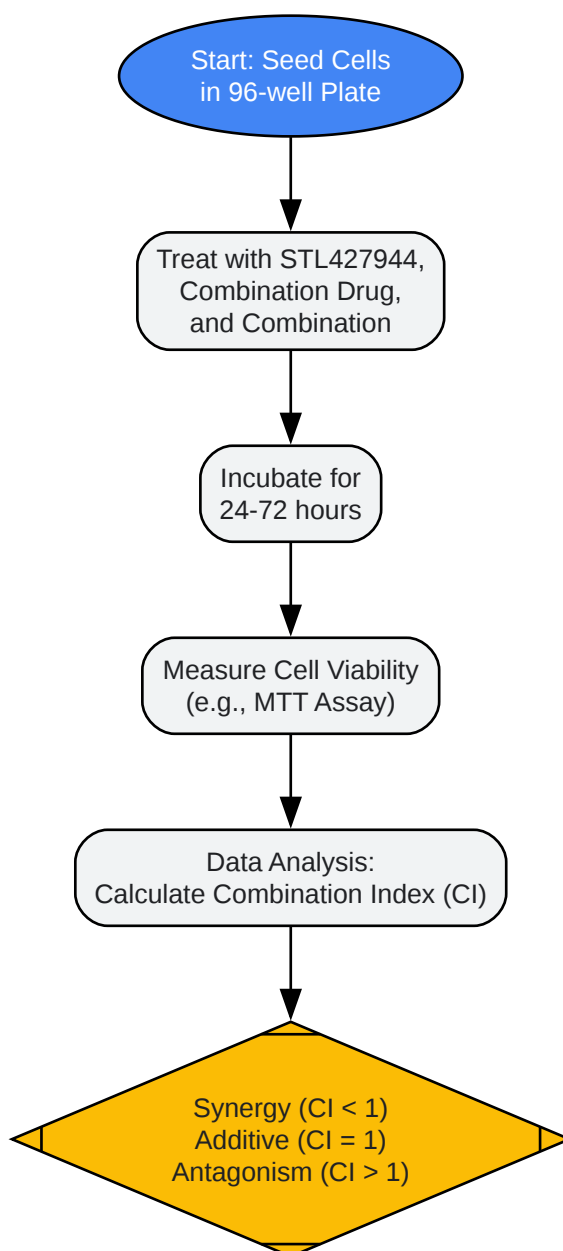 Start: Seed Cells
in 96-well Plate
Treat with STL427944,
Combination Drug,
and Combination
Incubate for
24-72 hours
Measure Cell Viability
(e.g., MTT Assay)
Data Analysis:
Calculate Combination Index (CI)
Synergy (CI < 1)
Additive (CI = 1)
Antagonism (CI > 1)